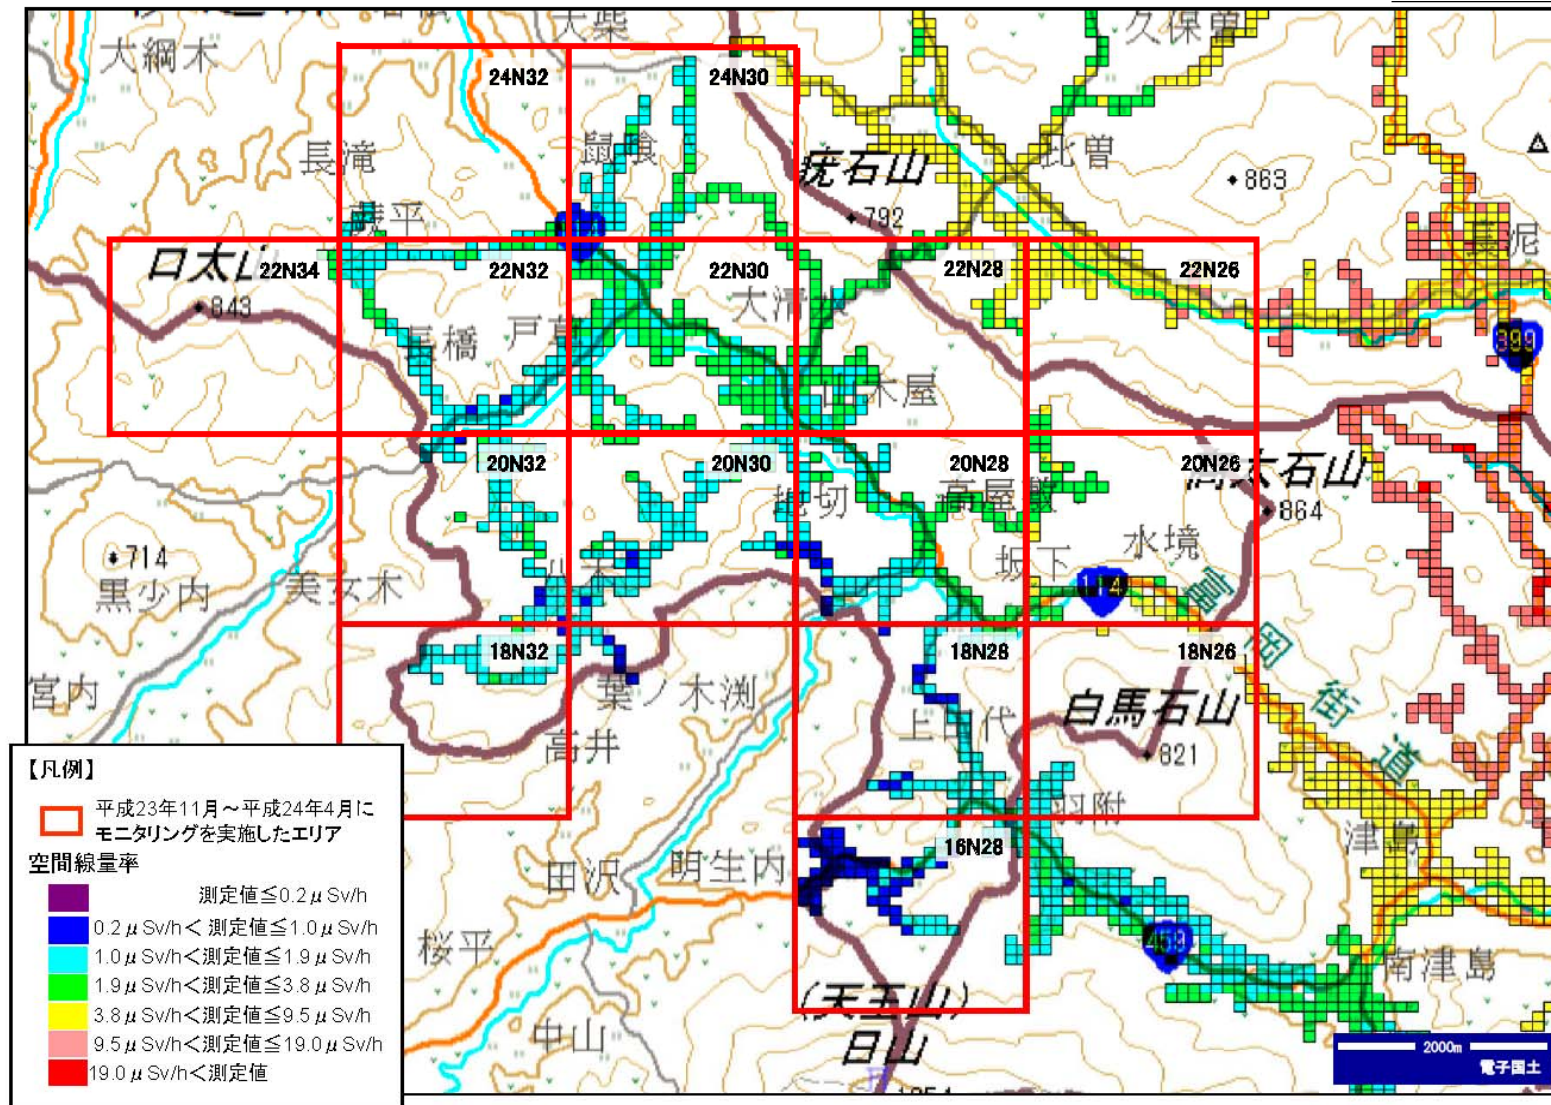 大綱木
大柴
久保曽
24N32
24N30
長滝
鼠喰
比曽
疣石山
863
792
戎平
長泥
口太山
22N34
22N32
22N30
22N28
22N26
843
大清水
長橋
戸草
399
山木屋
20N32
20N30
20N28
20N26
高太石山
864
地切
高屋敷
水境
坂下
714
黒少内
美女木
八木
114
富岡街道
18N32
18N28
18N26
宮内
葉ノ木渕
白馬石山
821
上田代
高井
羽附
津島
16N28
田沢
明生内
桜平
459
南津島
中山
(天王山)
日山
【凡例】
平成23年11月~平成24年4月に
モニタリングを実施したエリア
空間線量率
測定値≦0.2μSv/h
0.2μSv/h<測定値≦1.0μSv/h
1.0μSv/h<測定値≦1.9μSv/h
1.9μSv/h<測定値≦3.8μSv/h
3.8μSv/h<測定値≦9.5μSv/h
9.5μSv/h<測定値≦19.0μSv/h
19.0μSv/h<測定値
2000m
電子国土